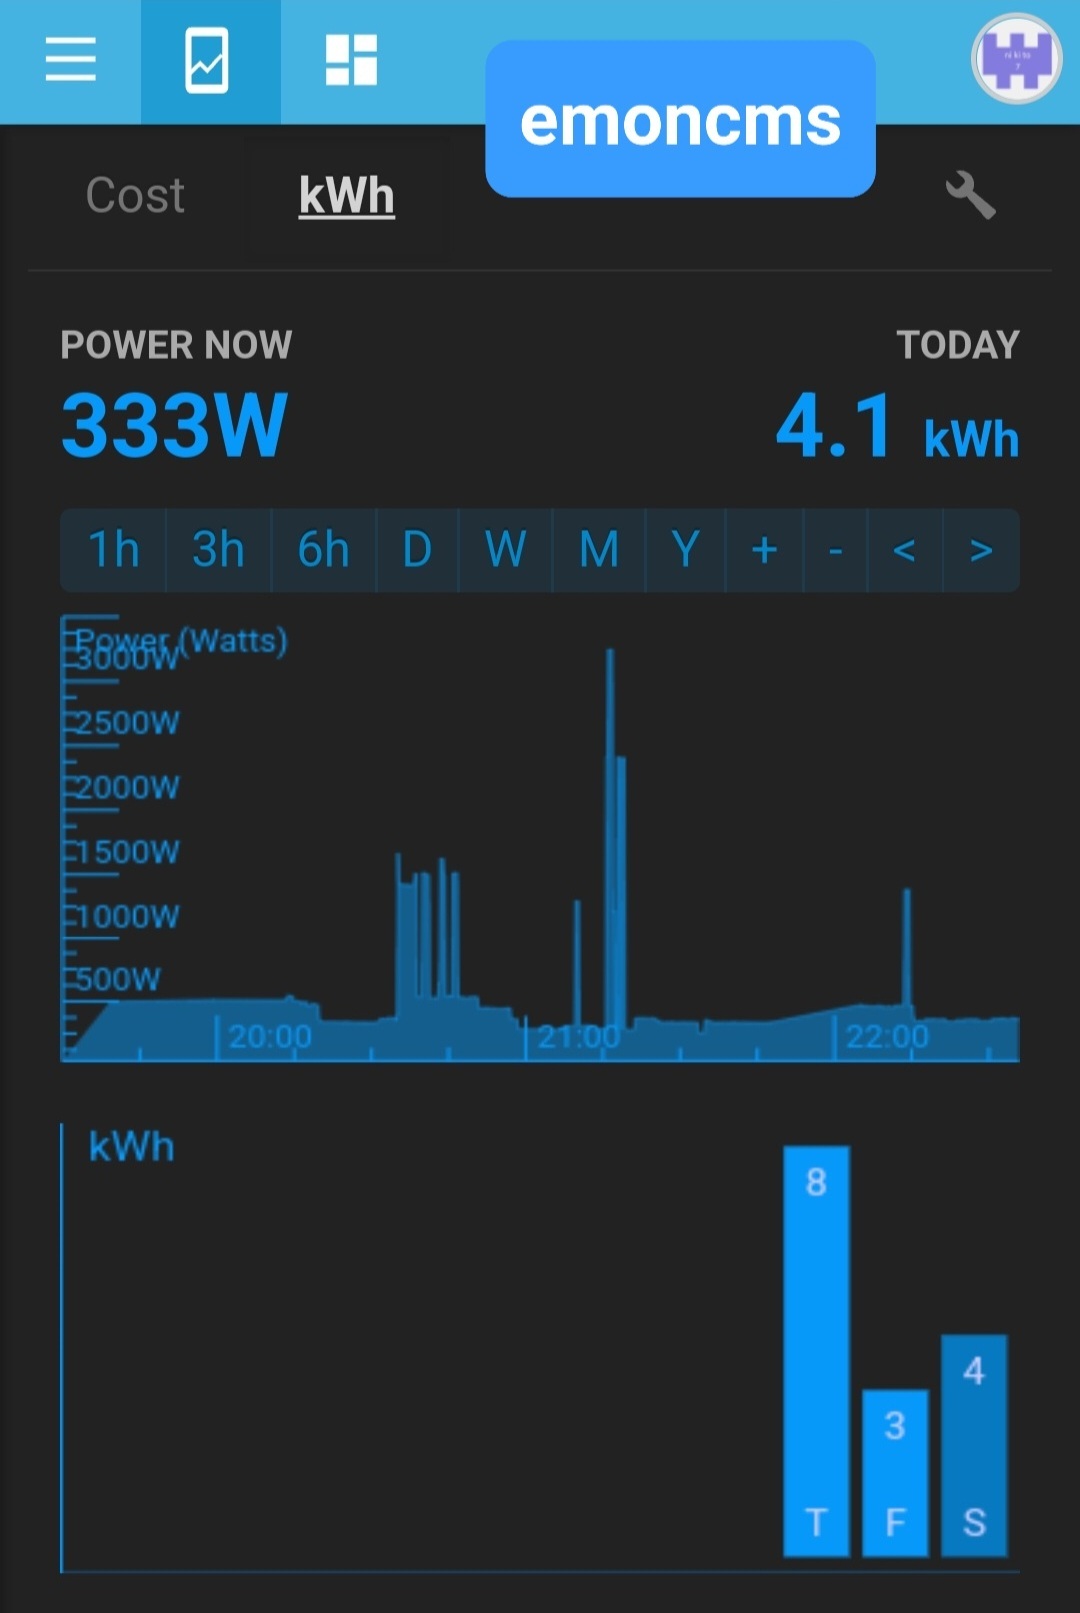 emoncms
Cost kWh
POWER NOW TODAY
333W 4.1 kWh
1h 3h 6h D W M Y + - < >
Power (Watts)
3000W
2500W
2000W
1500W
1000W
500W
20:00 21:00 22:00
kWh
8
4
3
T F S